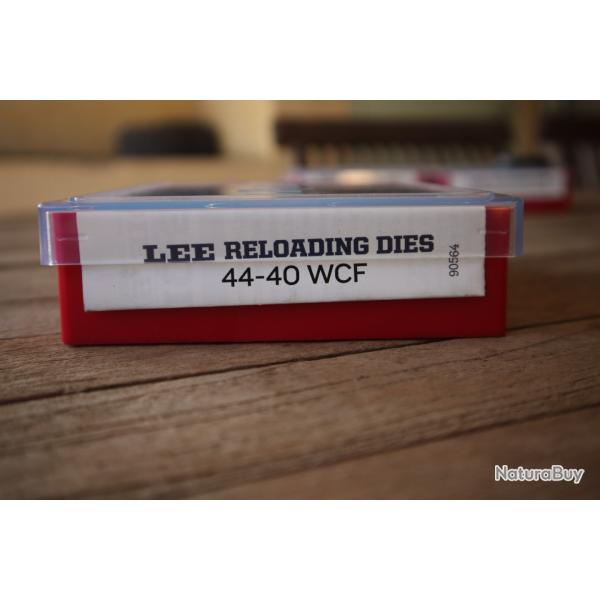 LEE RELOADING DIES
44-40 WCF
90564
NaturaBuy